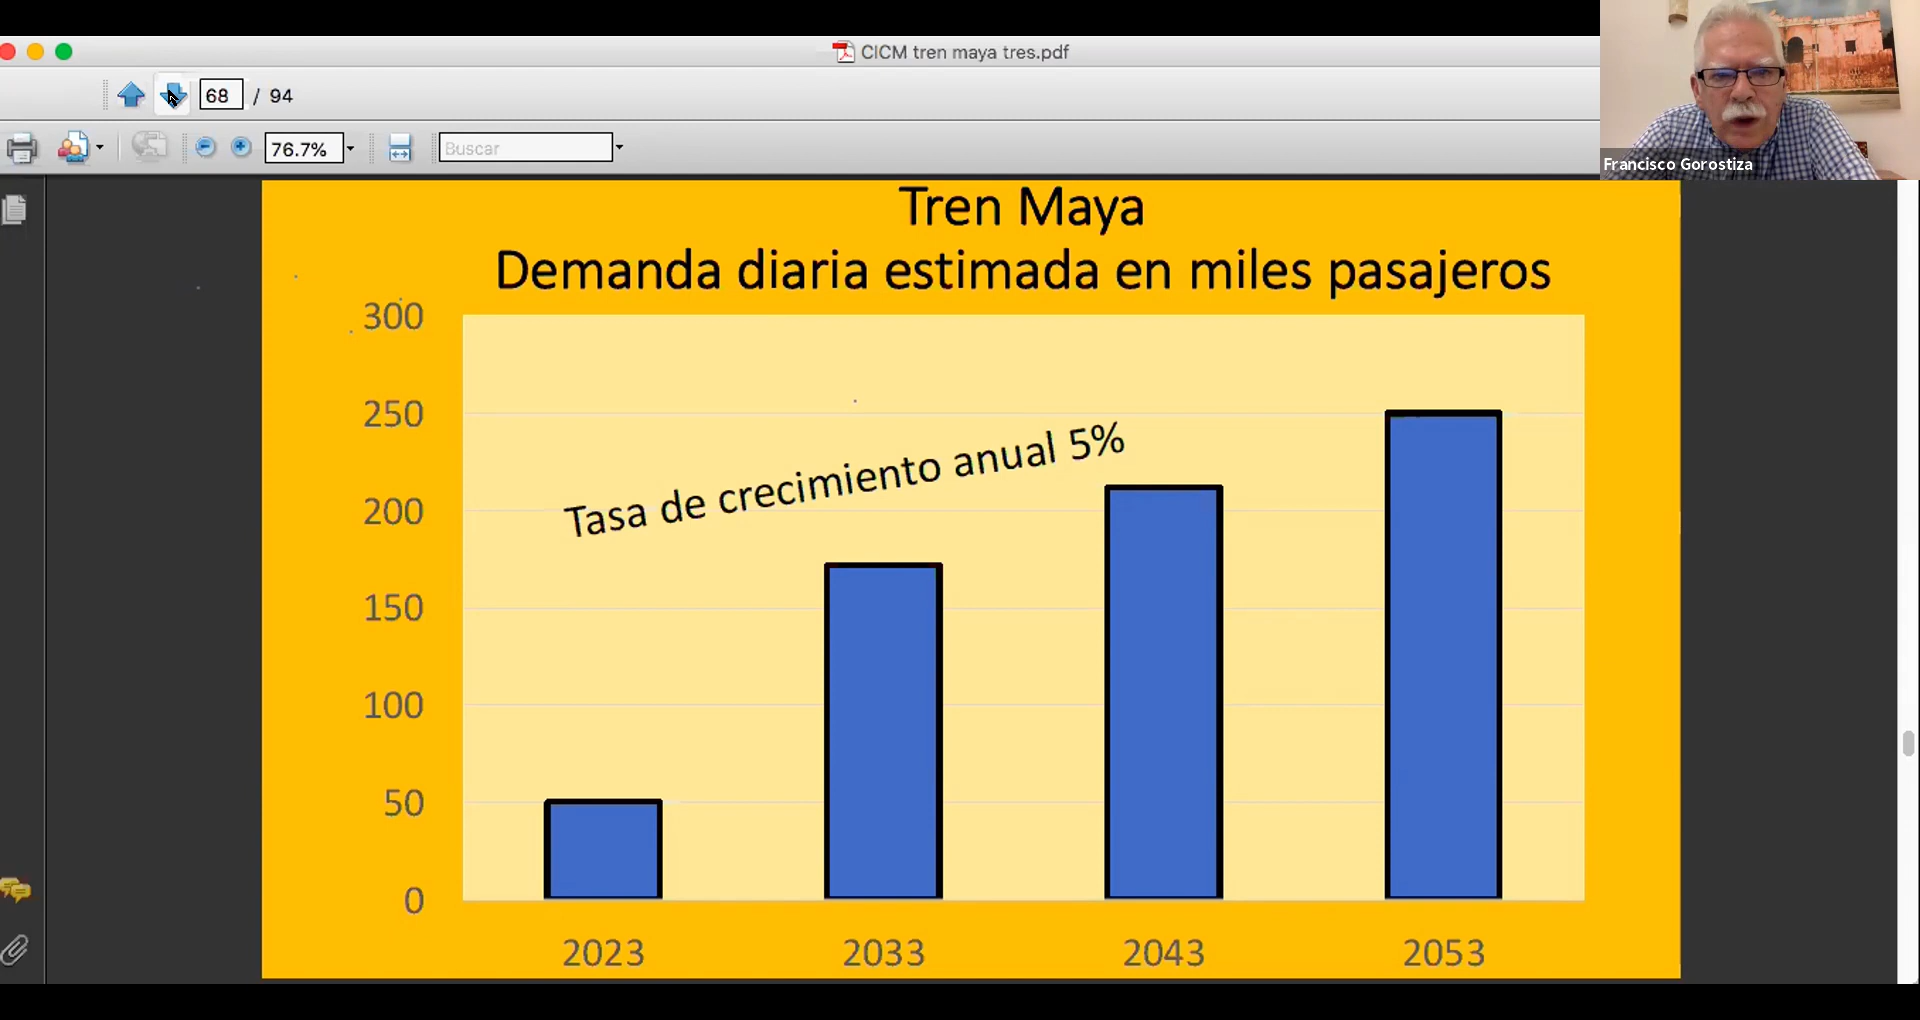 CICM tren maya tres.pdf
68 / 94
76.7%
Buscar
Francisco Gorostiza
Tren Maya
Demanda diaria estimada en miles pasajeros
300
250
200
150
100
50
0
Tasa de crecimiento anual 5%
2023 2033 2043 2053